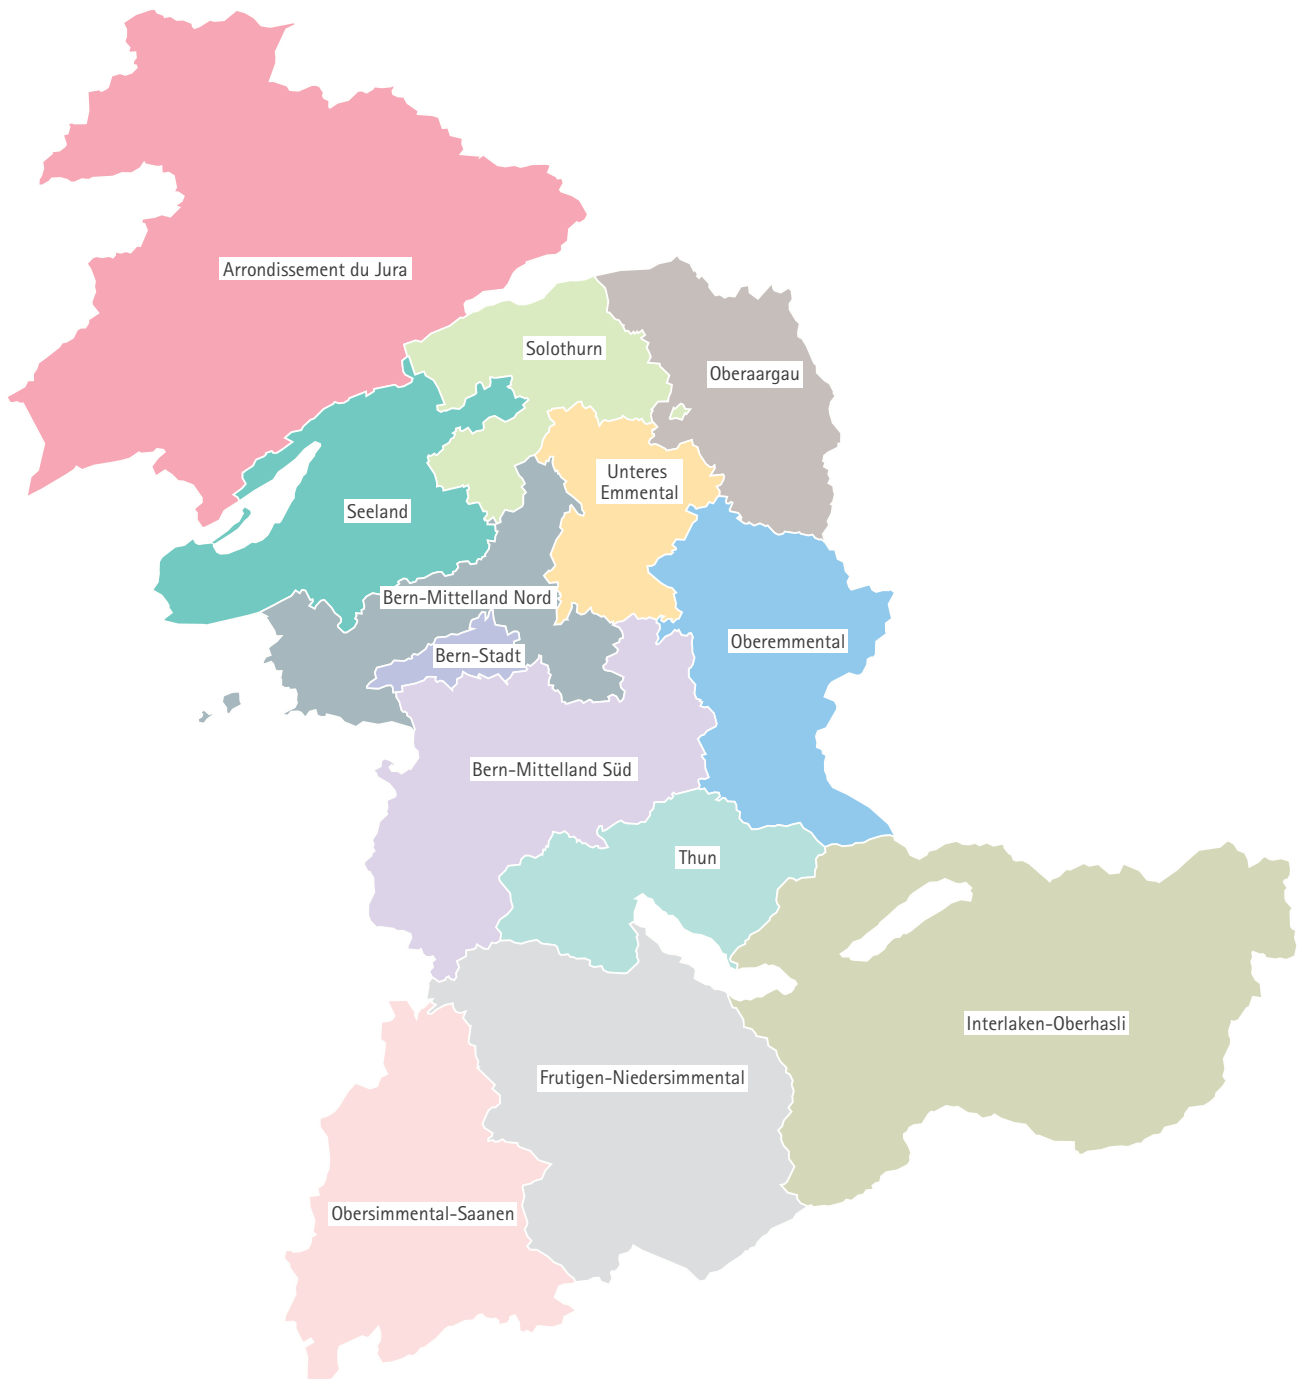 Arrondissement du Jura
Solothurn
Oberaargau
Unteres
Emmental
Seeland
Bern-Mittelland Nord
Oberemmental
Bern-Stadt
Bern-Mittelland Süd
Thun
Interlaken-Oberhasli
Frutigen-Niedersimmental
Obersimmental-Saanen